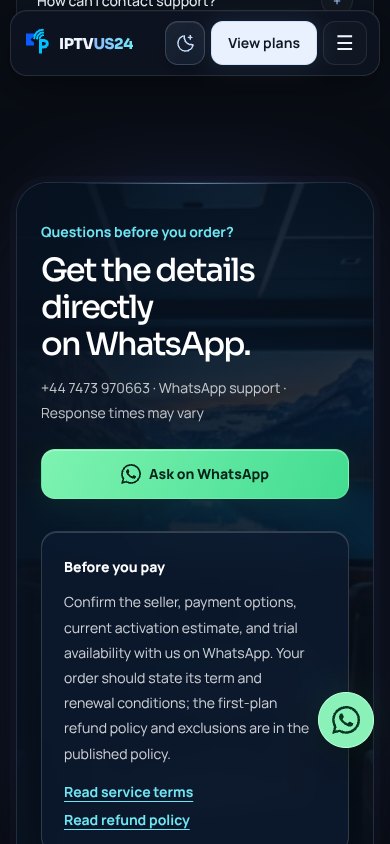 How can I contact support?
+
IPTVUS24
View plans
Questions before you order?
Get the details
directly
on WhatsApp.
+44 7473 970663 · WhatsApp support ·
Response times may vary
Ask on WhatsApp
Before you pay
Confirm the seller, payment options,
current activation estimate, and trial
availability with us on WhatsApp. Your
order should state its term and
renewal conditions; the first-plan
refund policy and exclusions are in the
published policy.
Read service terms
Read refund policy